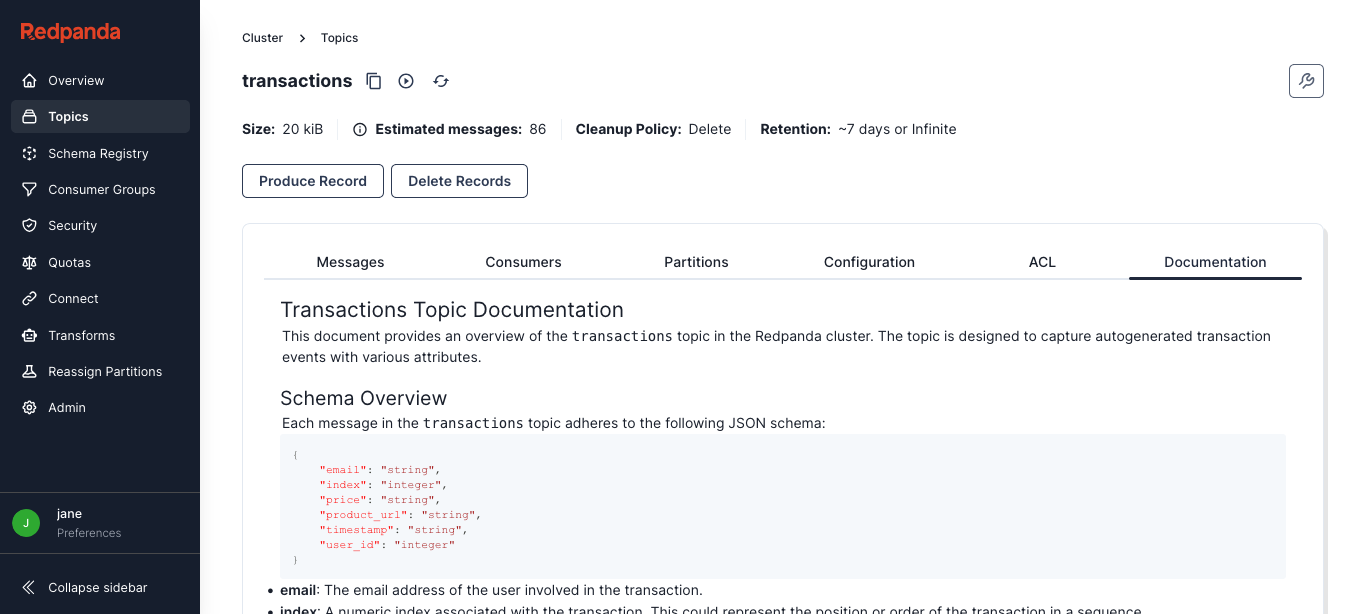 Redpanda
Overview
Topics
Schema Registry
Consumer Groups
Security
Quotas
Connect
Transforms
Reassign Partitions
Admin
J
jane
Preferences
Collapse sidebar
Cluster > Topics
transactions
Size: 20 kiB Estimated messages: 86 Cleanup Policy: Delete Retention: ~7 days or Infinite
Produce Record Delete Records
Messages Consumers Partitions Configuration ACL Documentation
Transactions Topic Documentation
This document provides an overview of the transactions topic in the Redpanda cluster. The topic is designed to capture autogenerated transaction
events with various attributes.
Schema Overview
Each message in the transactions topic adheres to the following JSON schema:
{
"email": "string",
"index": "integer",
"price": "string",
"product_url": "string",
"timestamp": "string",
"user_id": "integer"
}
• email: The email address of the user involved in the transaction.
• index: A numeric index associated with the transaction. This could represent the position or order of the transaction in a sequence.